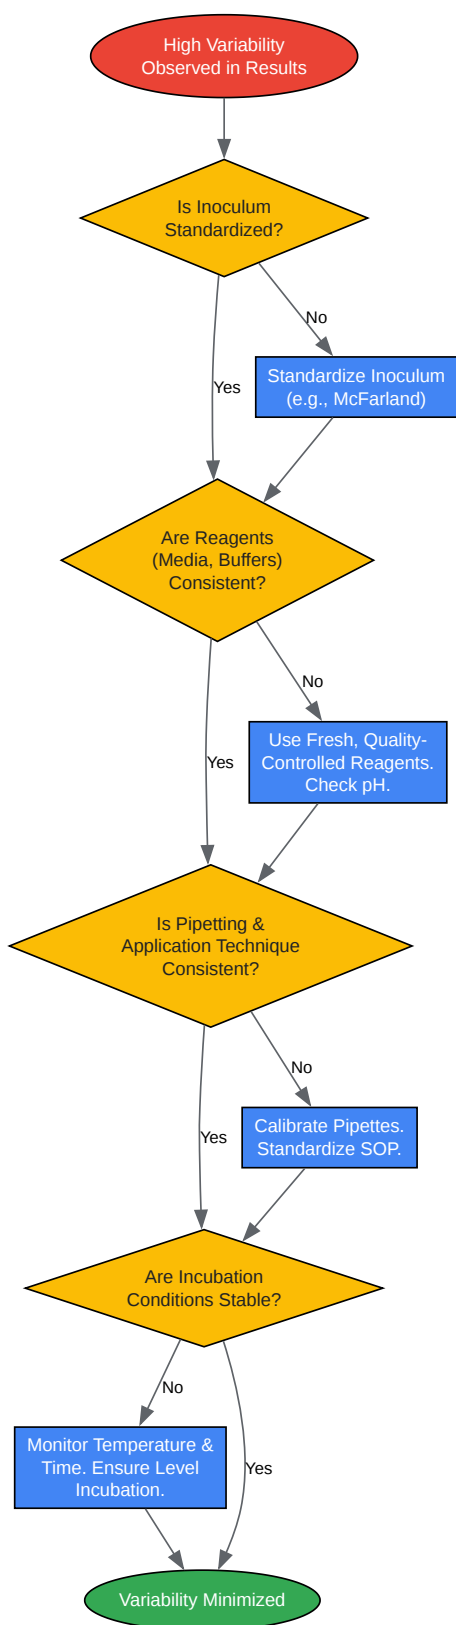 High Variability
Observed in Results
Is Inoculum
Standardized?
No
Yes
Standardize Inoculum
(e.g., McFarland)
Are Reagents
(Media, Buffers)
Consistent?
No
Yes
Use Fresh, Quality-
Controlled Reagents.
Check pH.
Is Pipetting &
Application Technique
Consistent?
No
Yes
Calibrate Pipettes.
Standardize SOP.
Are Incubation
Conditions Stable?
No
Yes
Monitor Temperature &
Time. Ensure Level
Incubation.
Variability Minimized